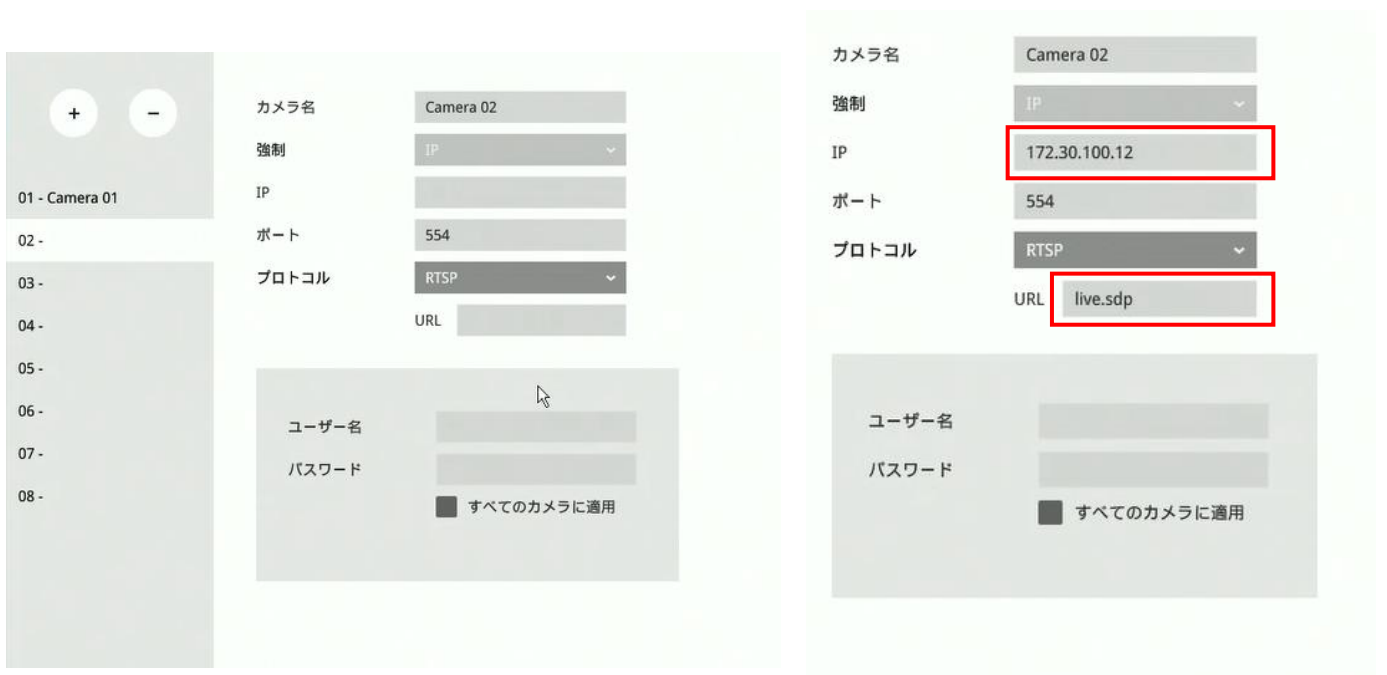 + −
01 - Camera 01
02 -
03 -
04 -
05 -
06 -
07 -
08 -
カメラ名 Camera 02
強制 IP
IP
ポート 554
プロトコル RTSP
URL
ユーザー名
パスワード
すべてのカメラに適用
カメラ名 Camera 02
強制 IP
IP 172.30.100.12
ポート 554
プロトコル RTSP
URL live.sdp
ユーザー名
パスワード
すべてのカメラに適用